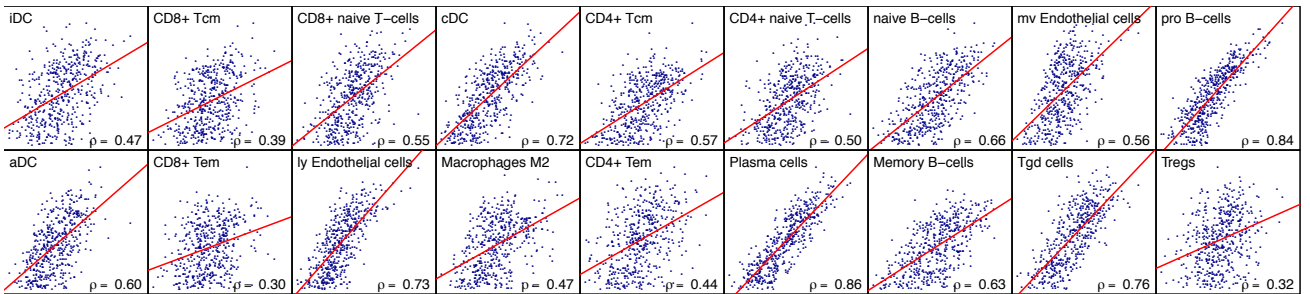 iDC
ρ = 0.47
CD8+ Tcm
ρ = 0.39
CD8+ naive T−cells
ρ = 0.55
cDC
ρ = 0.72
CD4+ Tcm
ρ = 0.57
CD4+ naive T−cells
ρ = 0.50
naive B−cells
ρ = 0.66
mv Endothelial cells
ρ = 0.56
pro B−cells
ρ = 0.84
aDC
ρ = 0.60
CD8+ Tem
ρ = 0.30
ly Endothelial cells
ρ = 0.73
Macrophages M2
ρ = 0.47
CD4+ Tem
ρ = 0.44
Plasma cells
ρ = 0.86
Memory B−cells
ρ = 0.63
Tgd cells
ρ = 0.76
Tregs
ρ = 0.32